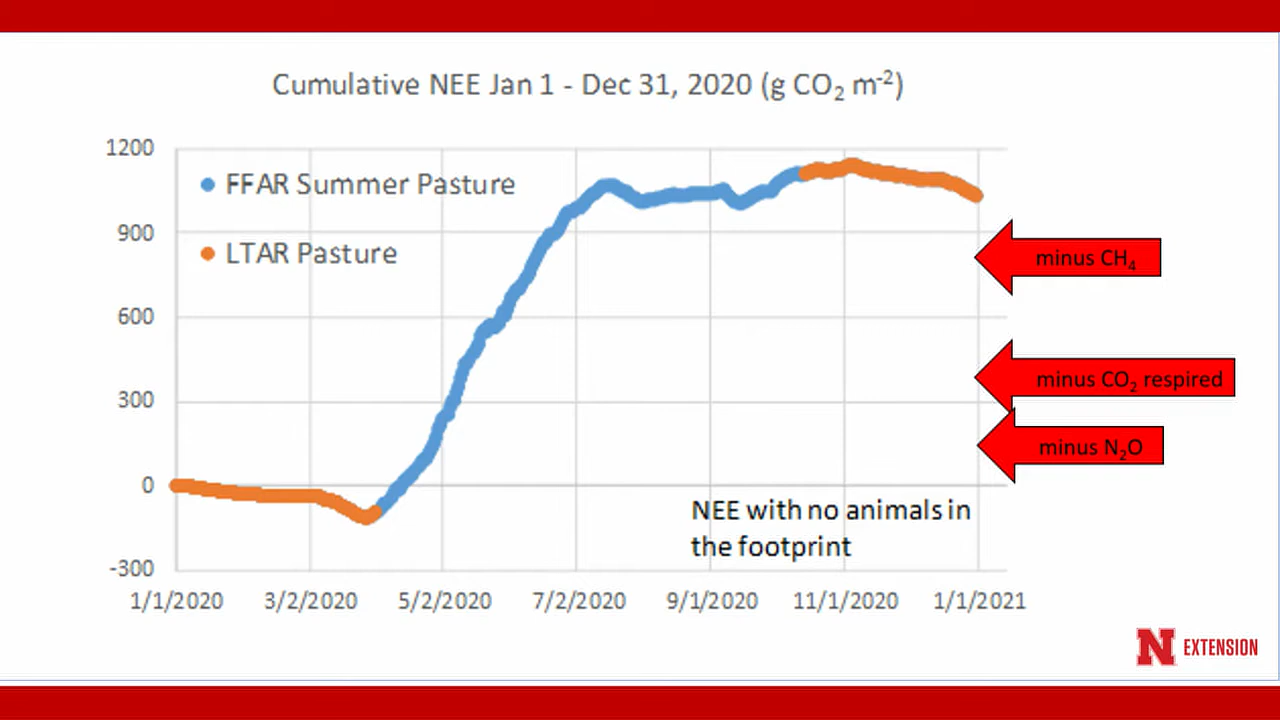 Cumulative NEE Jan 1 - Dec 31, 2020 (g CO₂ m⁻²)
1200
900
600
300
0
-300
FFAR Summer Pasture
LTAR Pasture
minus CH₄
minus CO₂ respired
minus N₂O
NEE with no animals in
the footprint
1/1/2020 3/2/2020 5/2/2020 7/2/2020 9/1/2020 11/1/2020 1/1/2021
N EXTENSION